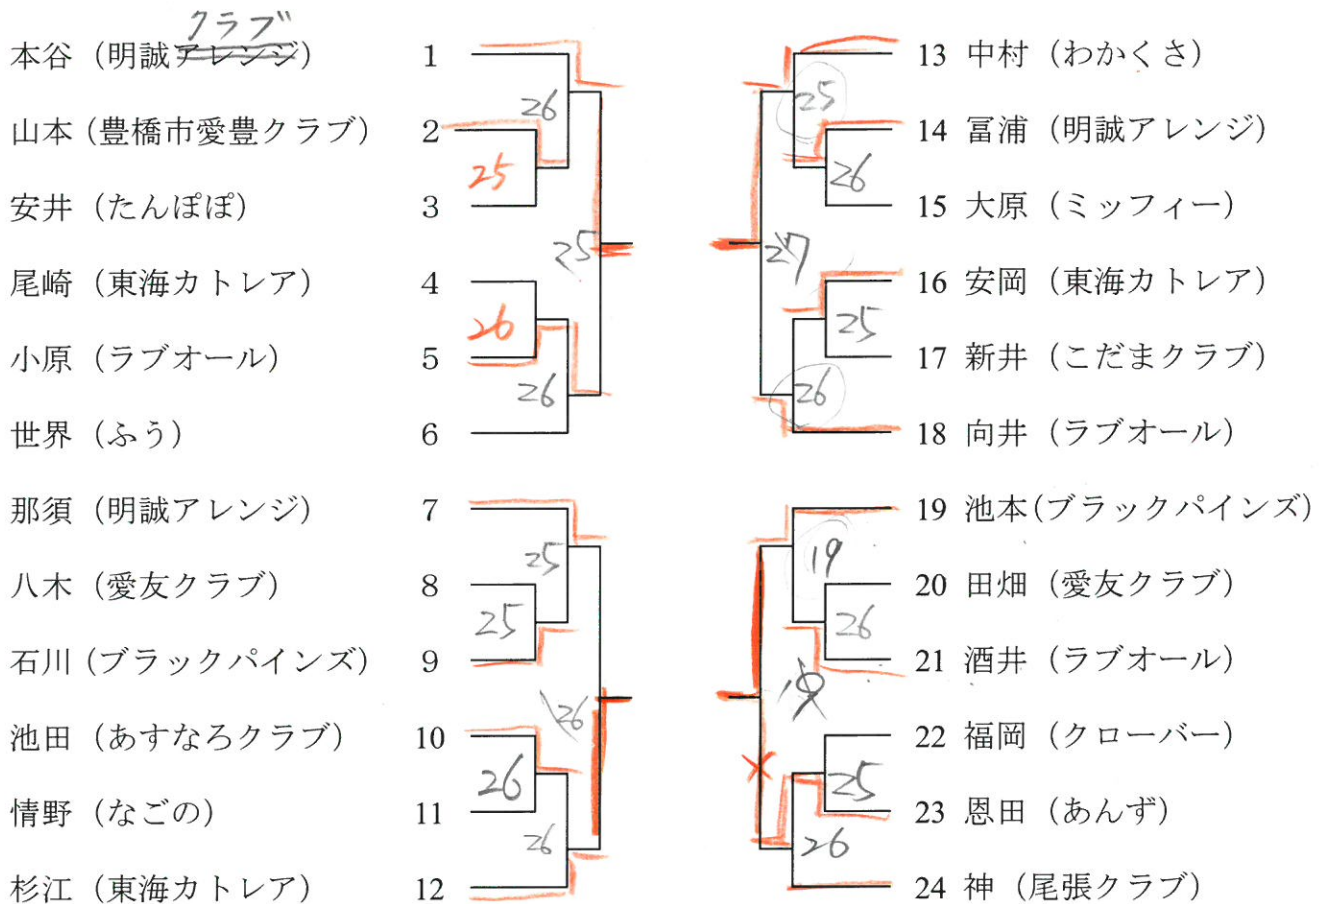 クラブ
本谷（明誠アレンジ） 1
山本（豊橋市愛豊クラブ） 2
安井（たんぽぽ） 3
尾崎（東海カトレア） 4
小原（ラブオール） 5
世界（ふう） 6
那須（明誠アレンジ） 7
八木（愛友クラブ） 8
石川（ブラックパインズ） 9
池田（あすなろクラブ） 10
情野（なごの） 11
杉江（東海カトレア） 12
26
25
25
26
26
25
25
26
26
26
13 中村（わかくさ）
14 冨浦（明誠アレンジ）
15 大原（ミッフィー）
16 安岡（東海カトレア）
17 新井（こだまクラブ）
18 向井（ラブオール）
19 池本（ブラックパインズ）
20 田畑（愛友クラブ）
21 酒井（ラブオール）
22 福岡（クローバー）
23 恩田（あんず）
24 神（尾張クラブ）
25
26
27
25
26
19
26
25
26